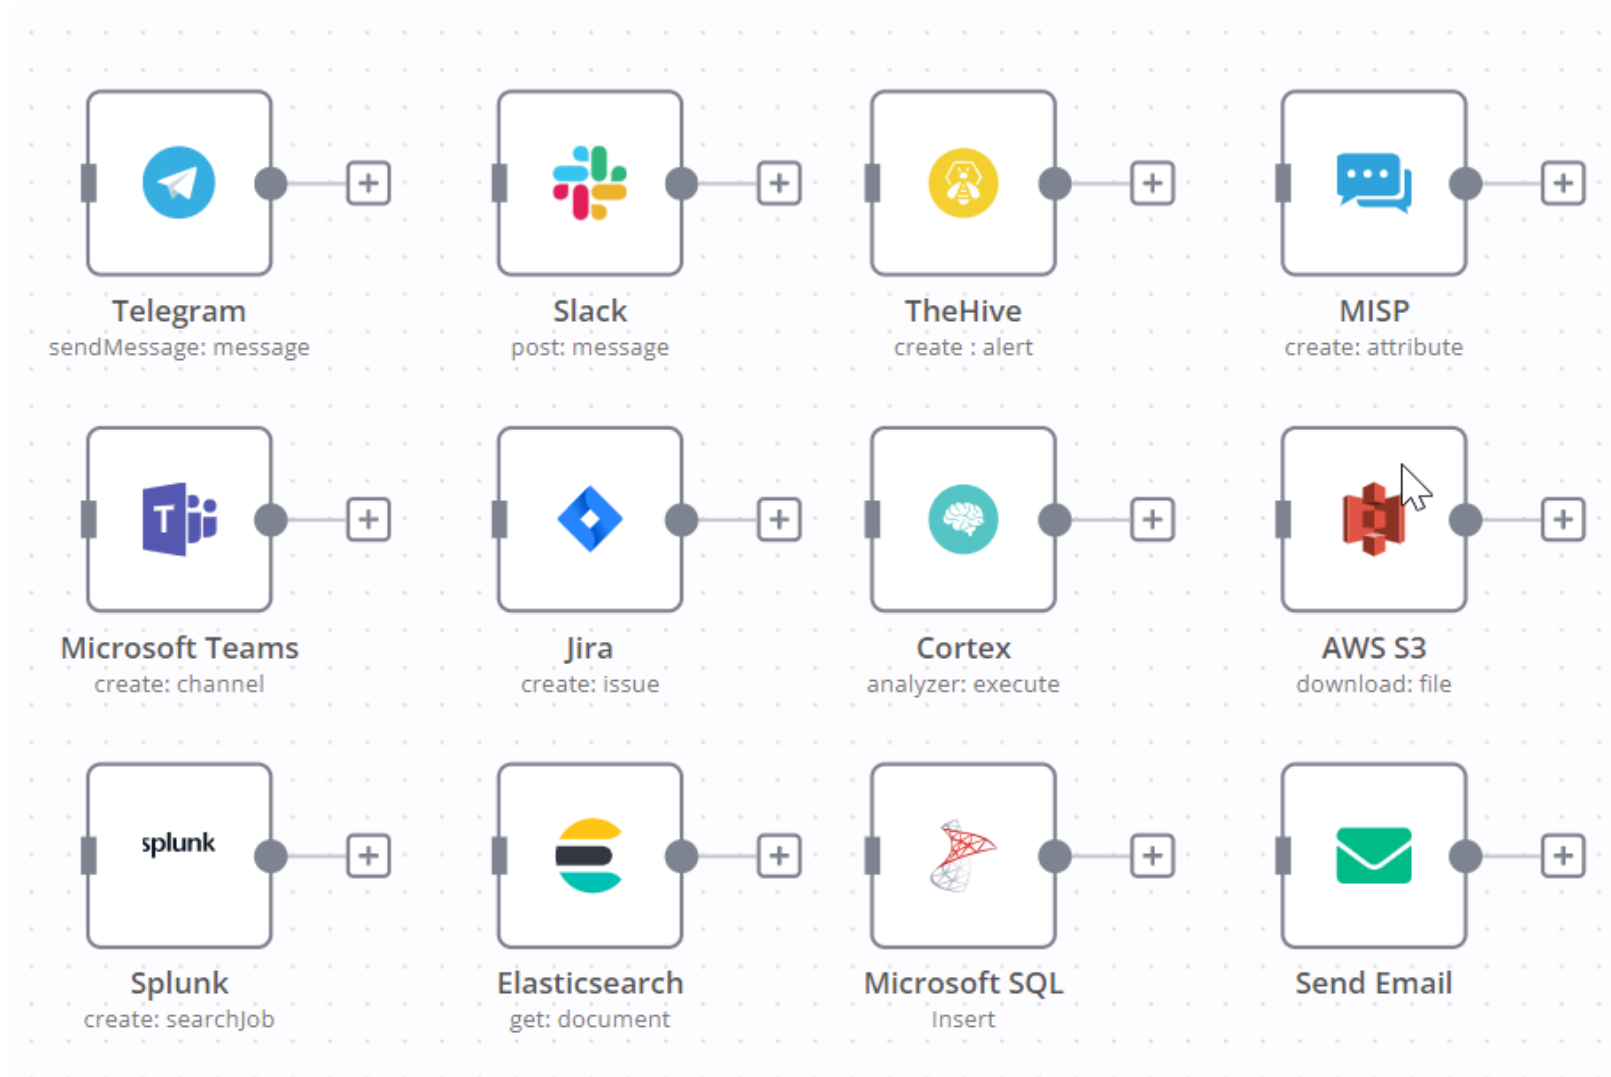 Telegram
sendMessage: message
Slack
post: message
TheHive
create : alert
MISP
create: attribute
T
Microsoft Teams
create: channel
Jira
create: issue
Cortex
analyzer: execute
AWS S3
download: file
splunk
Splunk
create: searchJob
Elasticsearch
get: document
Microsoft SQL
Insert
Send Email